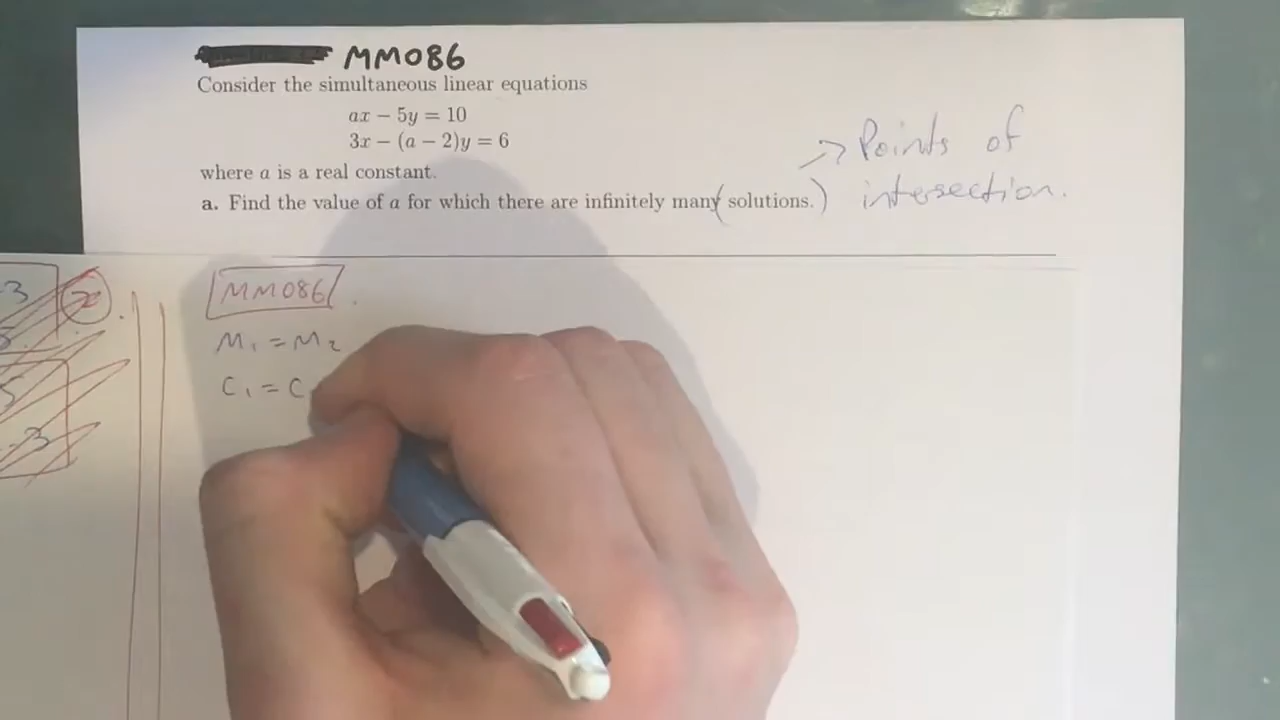 MM086
Consider the simultaneous linear equations
ax − 5y = 10
3x − (a − 2)y = 6
where a is a real constant.
a. Find the value of a for which there are infinitely many (solutions.)
→ Points of
intersection.
MM086.
M₁ = M₂
C₁ = C